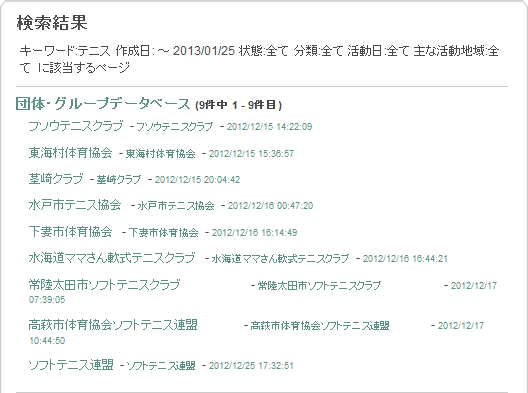 検索結果
キーワード:テニス 作成日: ～ 2013/01/25 状態:全て 分類:全て 活動日:全て 主な活動地域:全
て に該当するページ
団体・グループデータベース (9件中 1 - 9件目)
フソウテニスクラブ - フソウテニスクラブ - 2012/12/15 14:22:09
東海村体育協会 - 東海村体育協会 - 2012/12/15 15:36:57
茎崎クラブ - 茎崎クラブ - 2012/12/15 20:04:42
水戸市テニス協会 - 水戸市テニス協会 - 2012/12/16 00:47:20
下妻市体育協会 - 下妻市体育協会 - 2012/12/16 16:14:49
水海道ママさん軟式テニスクラブ - 水海道ママさん軟式テニスクラブ - 2012/12/16 16:44:21
常陸太田市ソフトテニスクラブ - 常陸太田市ソフトテニスクラブ - 2012/12/17
07:39:05
高萩市体育協会ソフトテニス連盟 - 高萩市体育協会ソフトテニス連盟 - 2012/12/17
10:44:50
ソフトテニス連盟 - ソフトテニス連盟 - 2012/12/25 17:32:51